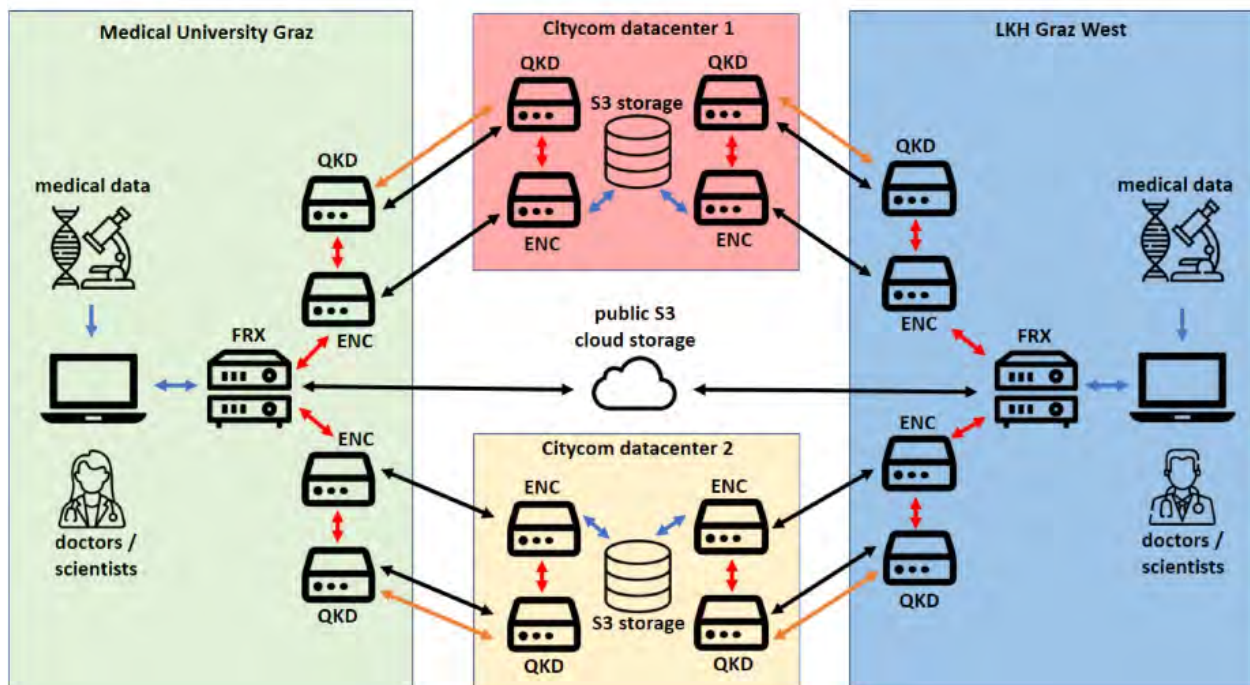 Medical University Graz
Citycom datacenter 1
LKH Graz West
QKD
QKD
S3 storage
QKD
QKD
medical data
medical data
ENC
ENC
ENC
ENC
public S3
cloud storage
FRX
FRX
ENC
ENC
Citycom datacenter 2
ENC
ENC
doctors /
scientists
doctors /
scientists
S3 storage
QKD
QKD
QKD
QKD